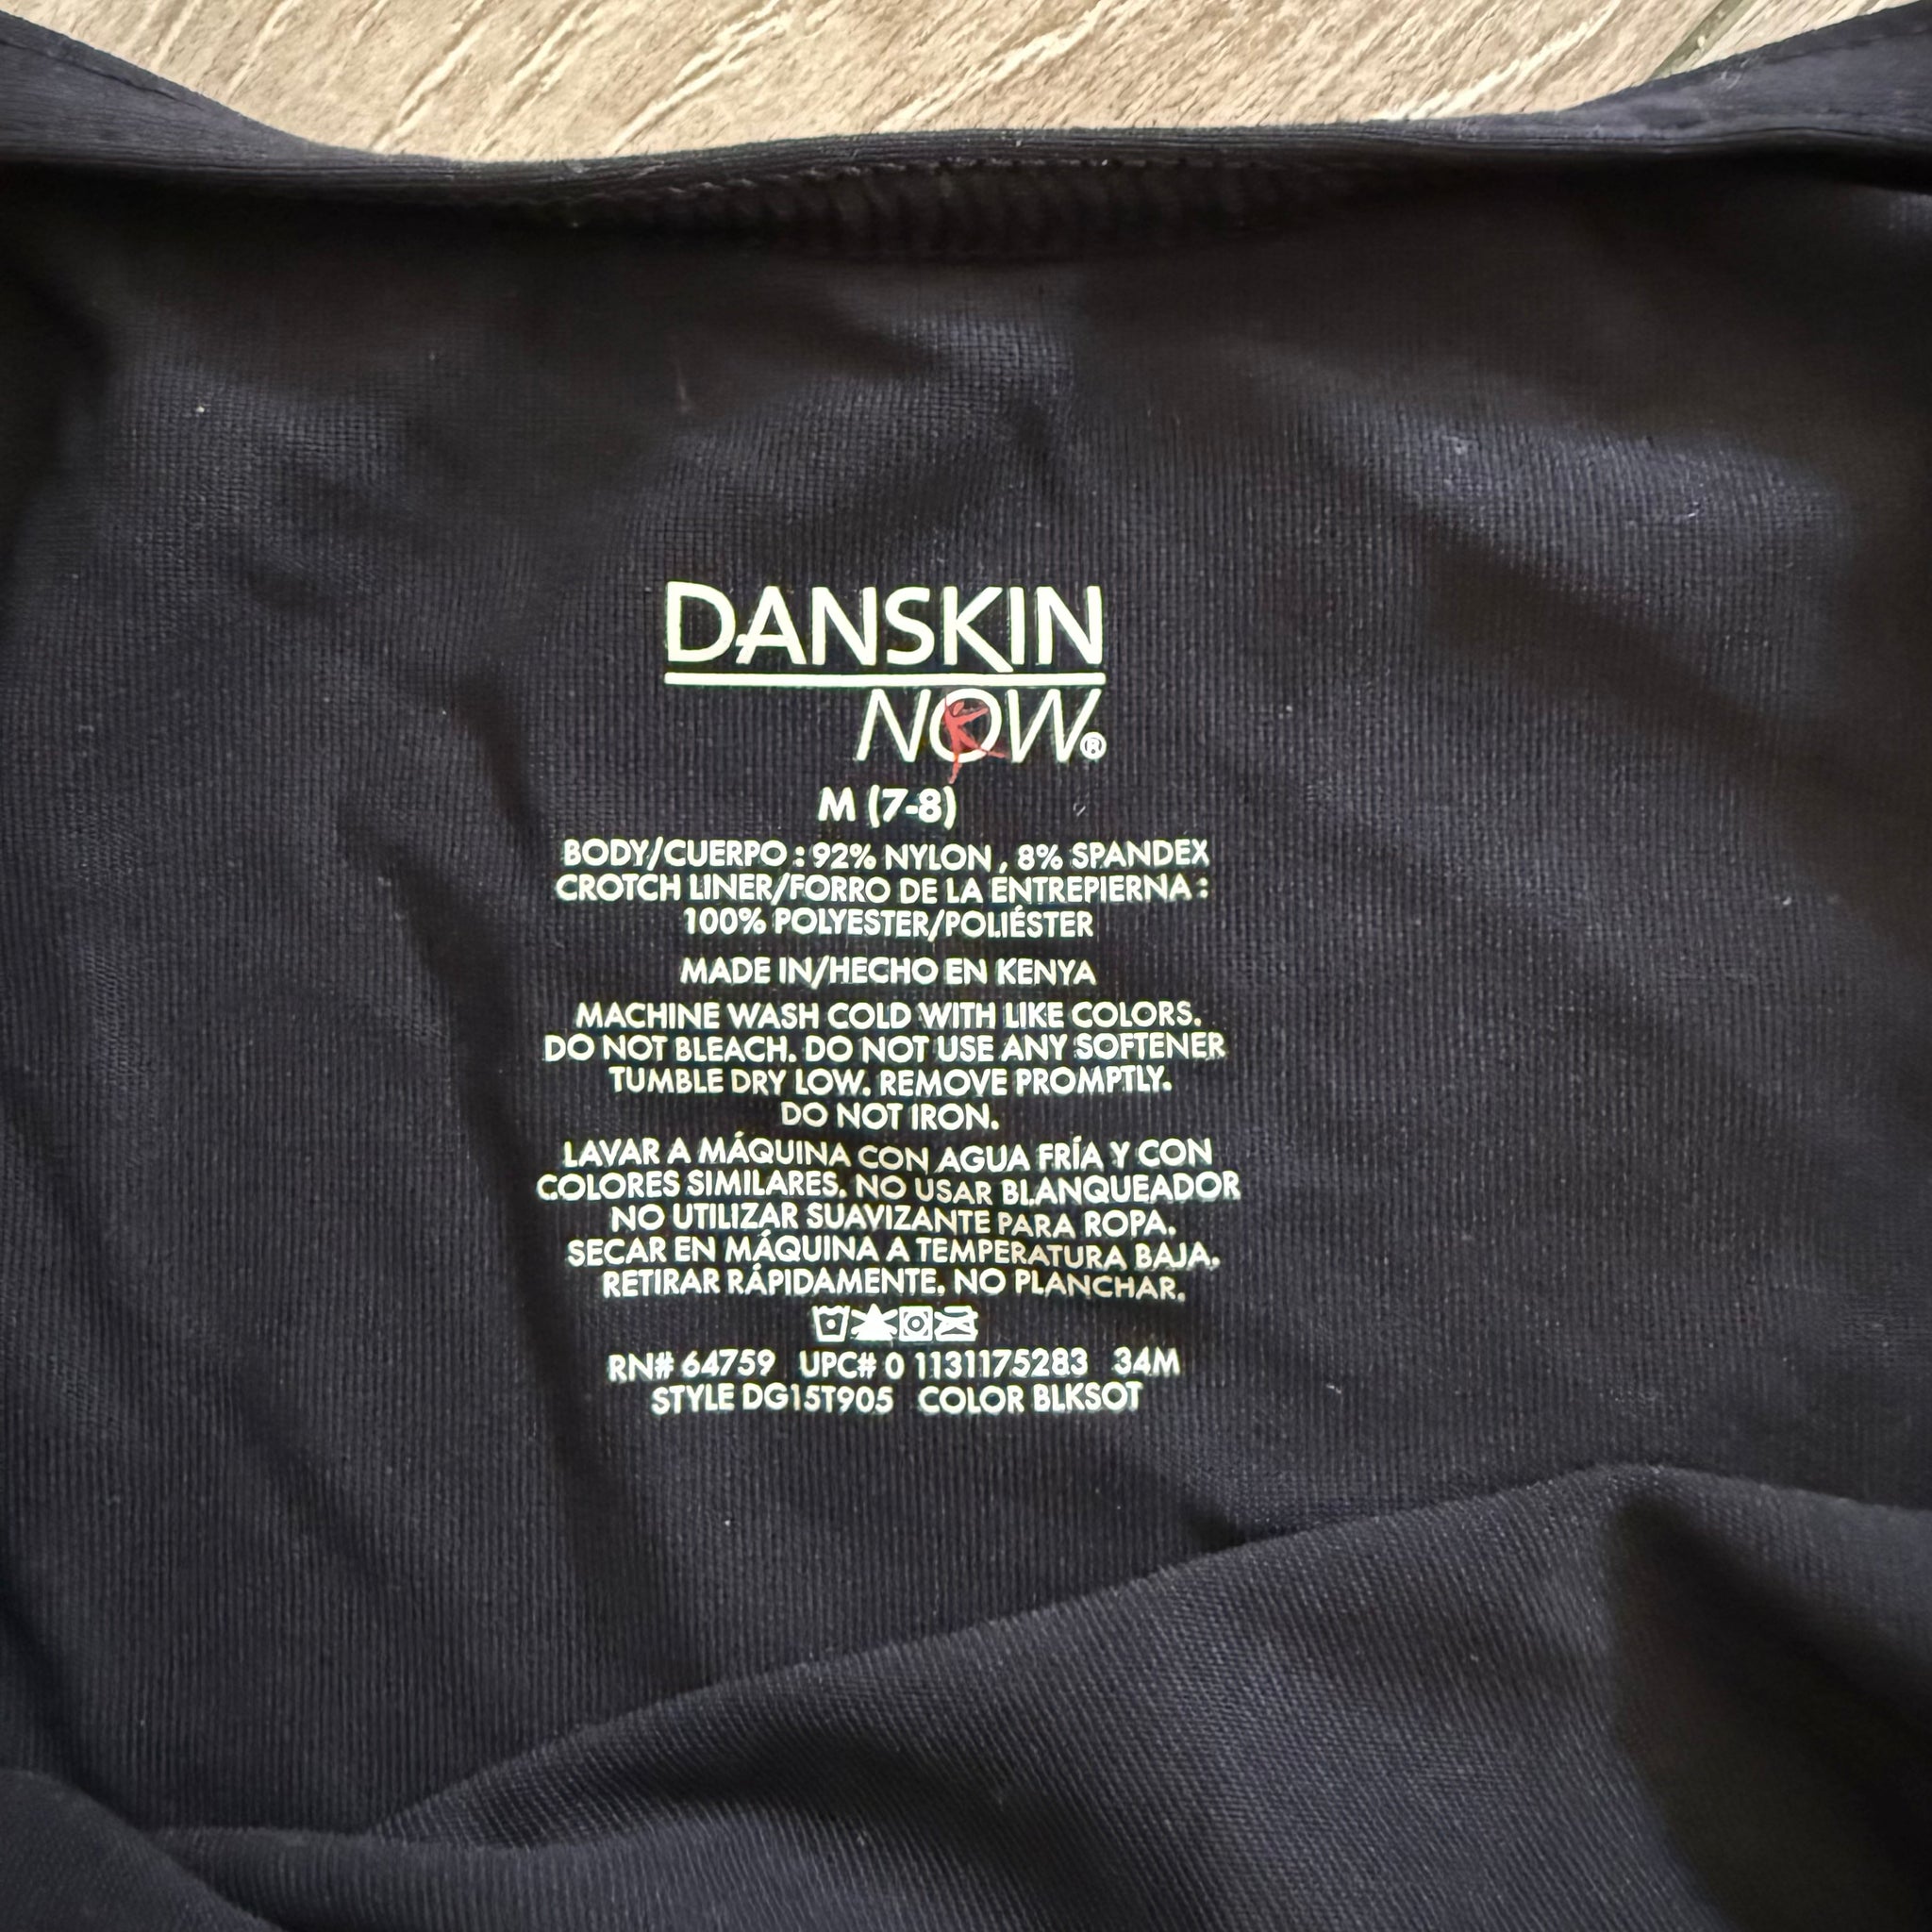 DANSKIN
NOW®
M (7-8)
BODY/CUERPO : 92% NYLON , 8% SPANDEX
CROTCH LINER/FORRO DE LA ENTREPIERNA :
100% POLYESTER/POLIÉSTER
MADE IN/HECHO EN KENYA
MACHINE WASH COLD WITH LIKE COLORS.
DO NOT BLEACH. DO NOT USE ANY SOFTENER
TUMBLE DRY LOW. REMOVE PROMPTLY.
DO NOT IRON.
LAVAR A MÁQUINA CON AGUA FRÍA Y CON
COLORES SIMILARES. NO USAR BLANQUEADOR
NO UTILIZAR SUAVIZANTE PARA ROPA.
SECAR EN MÁQUINA A TEMPERATURA BAJA.
RETIRAR RÁPIDAMENTE. NO PLANCHAR.
RN# 64759 UPC# 0 1131175283 34M
STYLE DG15T905 COLOR BLKSOT